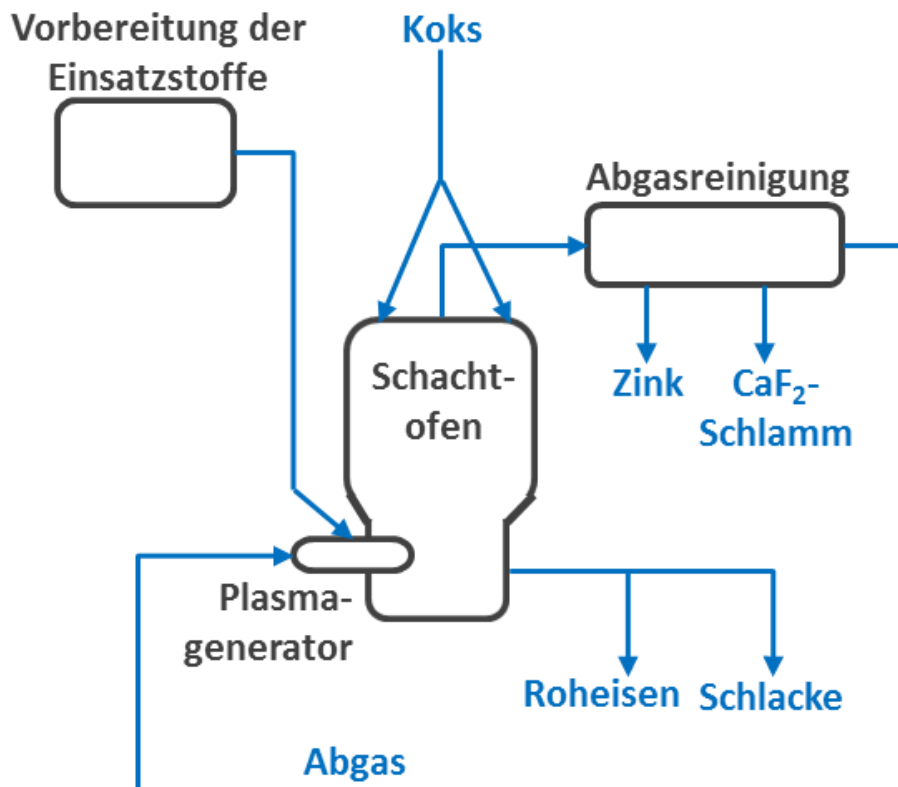 Vorbereitung der
Einsatzstoffe
Koks
Abgasreinigung
Schacht-
ofen
Zink
CaF₂-
Schlamm
Plasma-
generator
Roheisen
Schlacke
Abgas